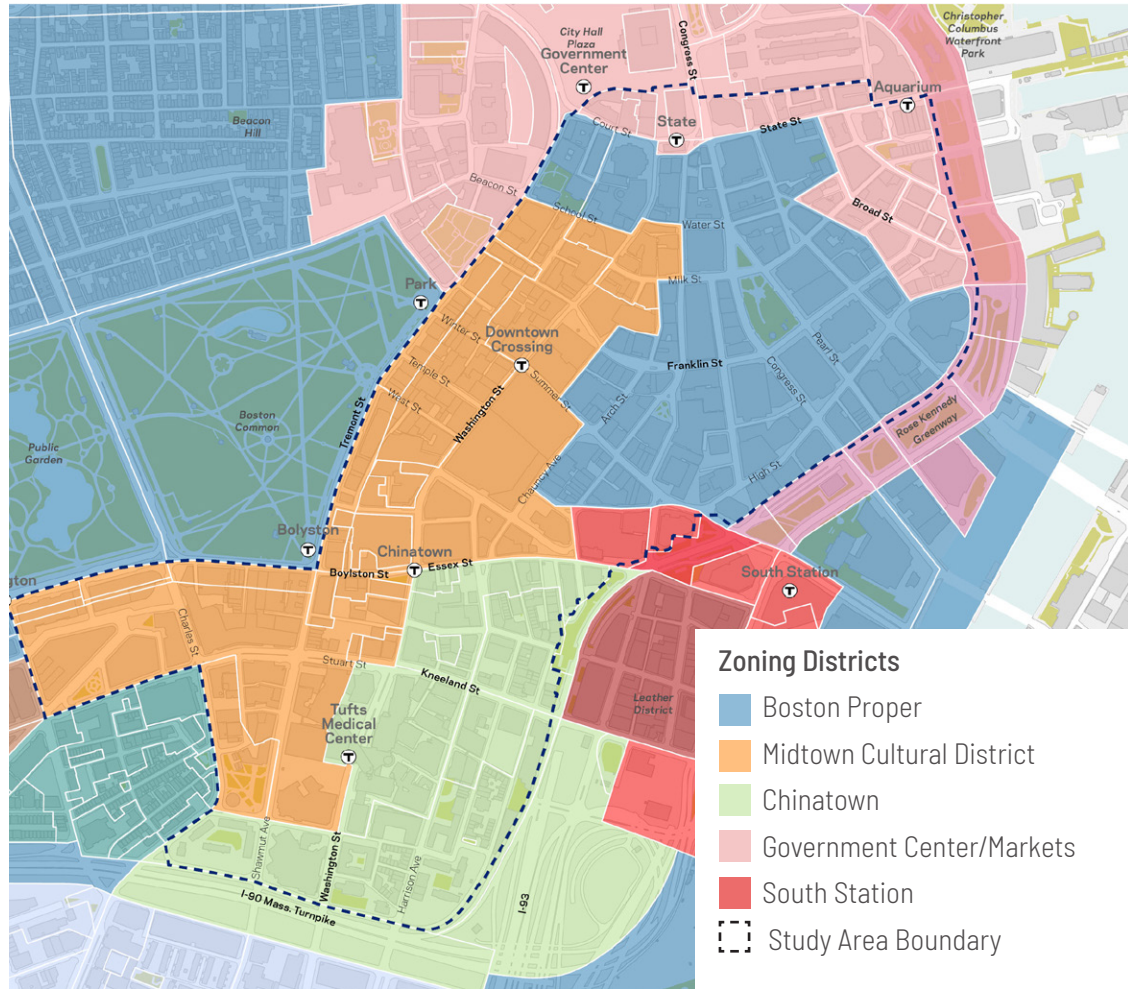 Christopher
Columbus
Waterfront
Park
City Hall
Plaza
Government
Center
Congress St
Aquarium
T
T
Beacon
Hill
Court St
State
T
State St
Beacon St
School St
Water St
Broad St
Milk St
Park
T
Winter St
Downtown
Crossing
T
Pearl St
Franklin St
Temple St
Summer St
Congress St
West St
Washington St
Arch St
Tremont St
Boston
Common
Rose Kennedy
Greenway
Public
Garden
Chauncy Ave
High St
Bolyston
T
Chinatown
T
Essex St
Boylston St
South Station
T
ngton
Charles St
Stuart St
Kneeland St
Leather
District
Tufts
Medical
Center
T
Shawmut Ave
Washington St
Harrison Ave
I-93
I-90 Mass. Turnpike
Zoning Districts
Boston Proper
Midtown Cultural District
Chinatown
Government Center/Markets
South Station
Study Area Boundary